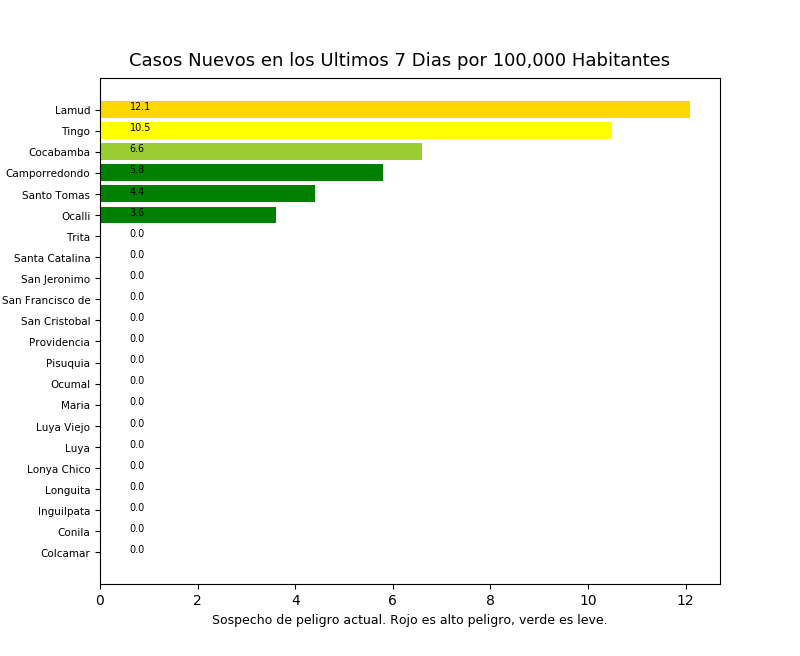 Casos Nuevos en los Ultimos 7 Dias por 100,000 Habitantes
Lamud 12.1
Tingo 10.5
Cocabamba 6.6
Camporredondo 5.8
Santo Tomas 4.4
Ocalli 3.6
Trita 0.0
Santa Catalina 0.0
San Jeronimo 0.0
San Francisco de 0.0
San Cristobal 0.0
Providencia 0.0
Pisuquia 0.0
Ocumal 0.0
Maria 0.0
Luya Viejo 0.0
Luya 0.0
Lonya Chico 0.0
Longuita 0.0
Inguilpata 0.0
Conila 0.0
Colcamar 0.0
0 2 4 6 8 10 12
Sospecho de peligro actual. Rojo es alto peligro, verde es leve.